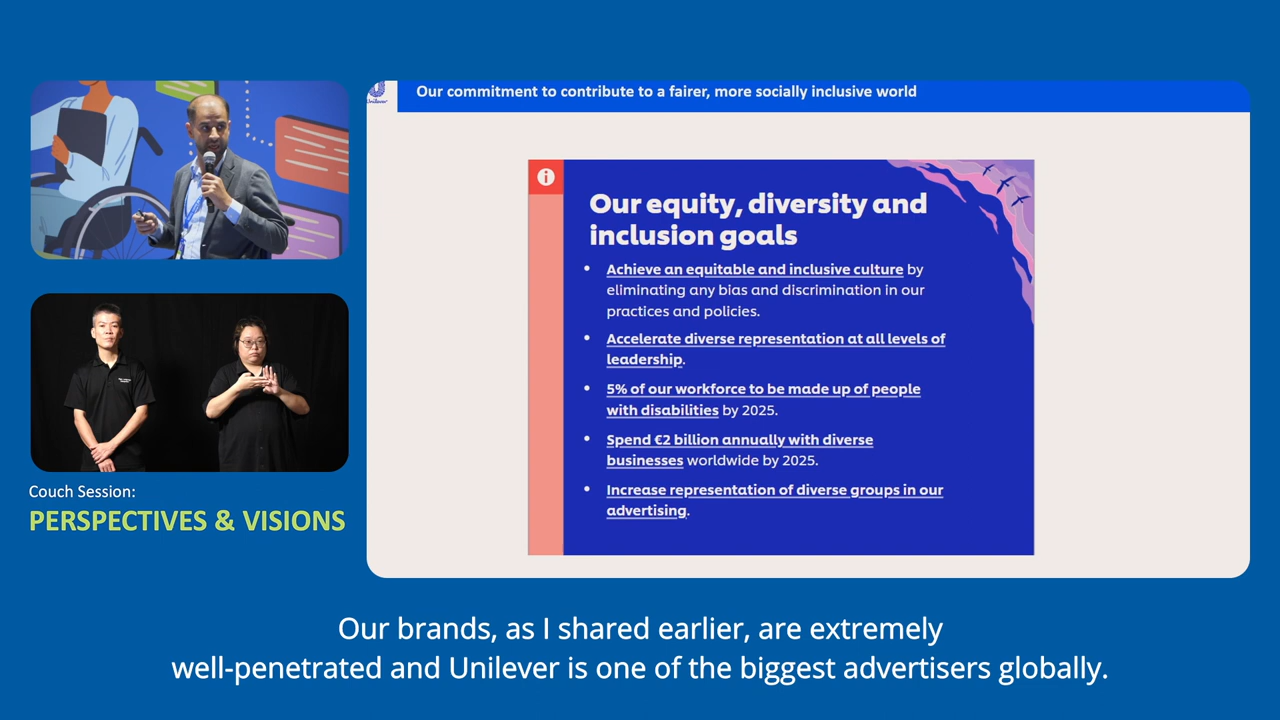 Unilever
Our commitment to contribute to a fairer, more socially inclusive world
Our equity, diversity and
inclusion goals
• Achieve an equitable and inclusive culture by
eliminating any bias and discrimination in our
practices and policies.
• Accelerate diverse representation at all levels of
leadership.
• 5% of our workforce to be made up of people
with disabilities by 2025.
• Spend €2 billion annually with diverse
businesses worldwide by 2025.
• Increase representation of diverse groups in our
advertising.
Couch Session:
PERSPECTIVES & VISIONS
Our brands, as I shared earlier, are extremely
well-penetrated and Unilever is one of the biggest advertisers globally.